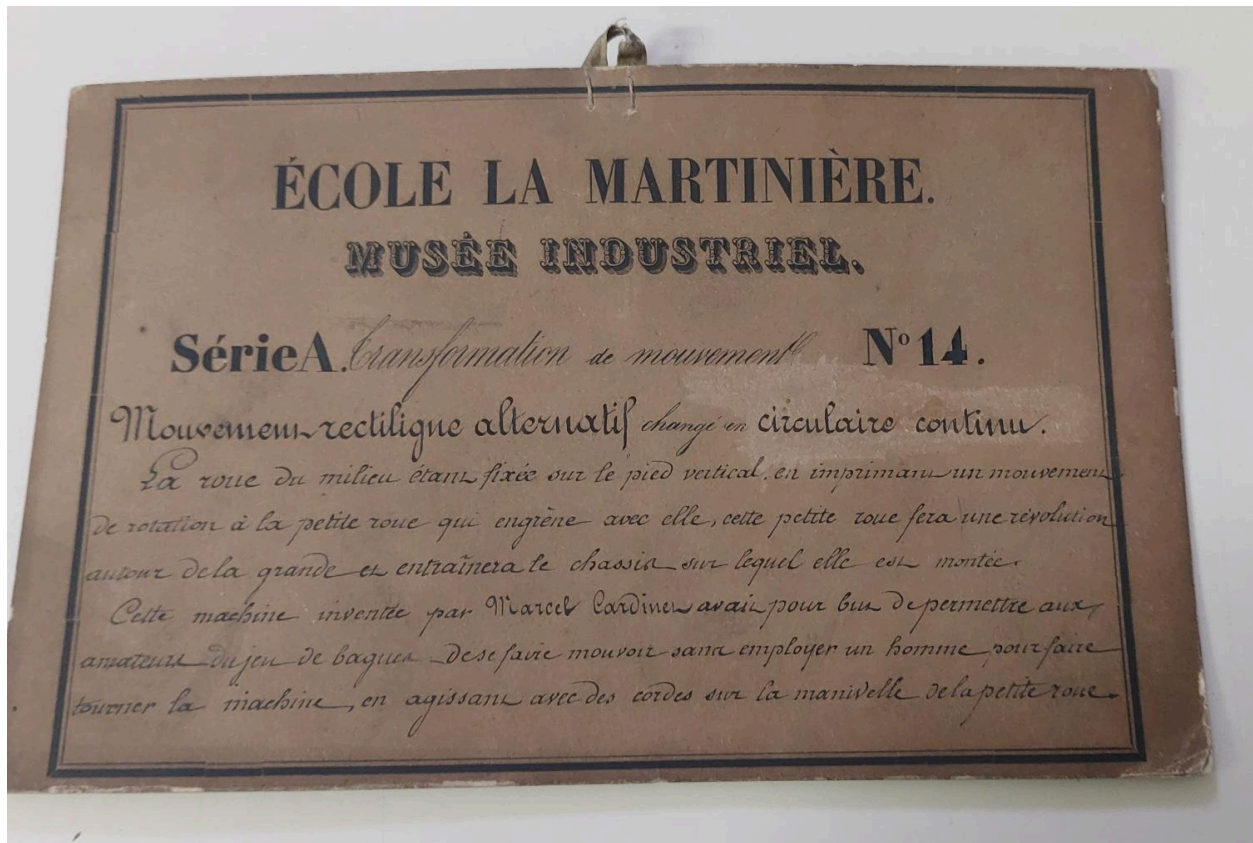 ÉCOLE LA MARTINIÈRE.
MUSÉE INDUSTRIEL.
Série A. Transformation de mouvement Nº 14.
Mouvement rectiligne alternatif changé en circulaire continu.
La roue du milieu étant fixée sur le pied vertical, en imprimant un mouvement
de rotation à la petite roue qui engrène avec elle, cette petite roue fera une révolution
autour de la grande et entraînera le chassis sur lequel elle est montée.
Cette machine inventée par Marcel Cardinet avait pour but de permettre aux
amateurs du jeu de bagues de se faire mouvoir sans employer un homme pour faire
tourner la machine, en agissant avec des cordes sur la manivelle de la petite roue.